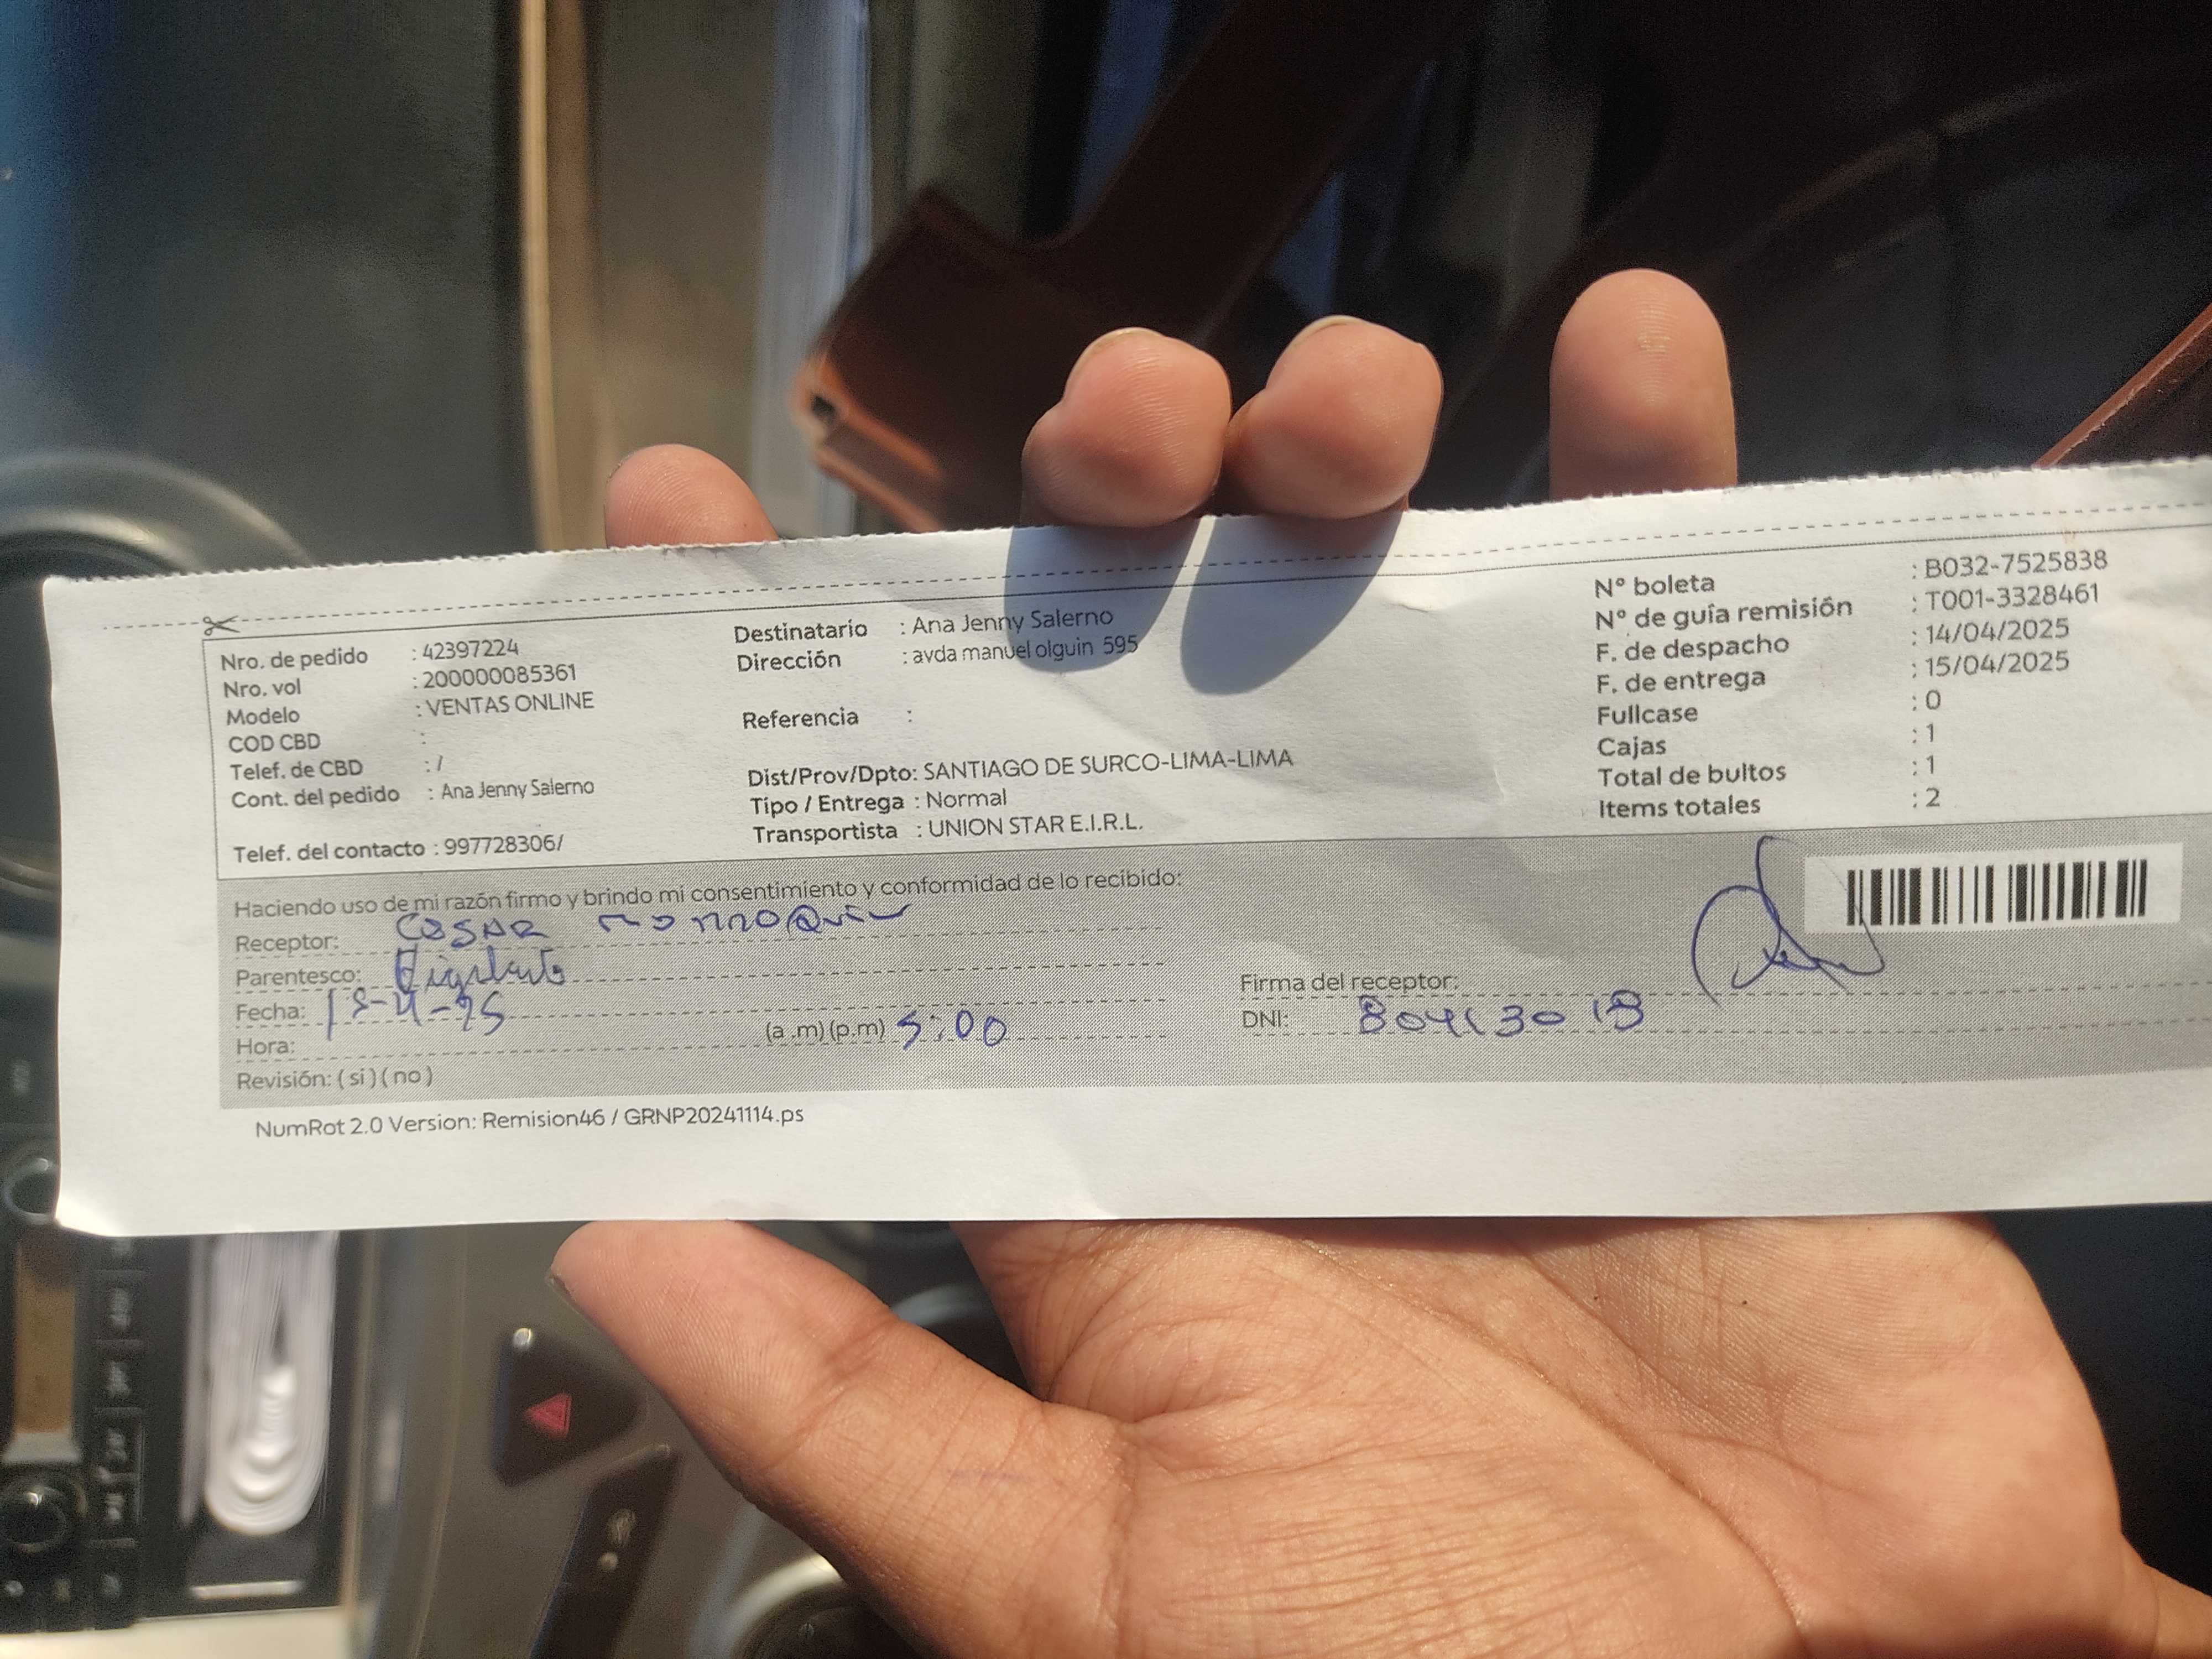 Nro. de pedido : 42397224
Nro. vol : 200000085361
Modelo : VENTAS ONLINE
COD CBD :
Telef. de CBD : /
Cont. del pedido : Ana Jenny Salerno
Telef. del contacto : 997728306/
Destinatario : Ana Jenny Salerno
Dirección : avda manuel olguin 595
Referencia :
Dist/Prov/Dpto: SANTIAGO DE SURCO-LIMA-LIMA
Tipo / Entrega : Normal
Transportista : UNION STAR E.I.R.L.
N° boleta : B032-7525838
N° de guía remisión : T001-3328461
F. de despacho : 14/04/2025
F. de entrega : 15/04/2025
Fullcase : 0
Cajas : 1
Total de bultos : 1
Items totales : 2
Haciendo uso de mi razón firmo y brindo mi consentimiento y conformidad de lo recibido:
Receptor: CESAR
Parentesco:
Fecha:
Hora: (a .m) (p.m) 5:00
Revisión: ( si ) ( no )
Firma del receptor:
DNI:
NumRot 2.0 Version: Remision46 / GRNP20241114.ps